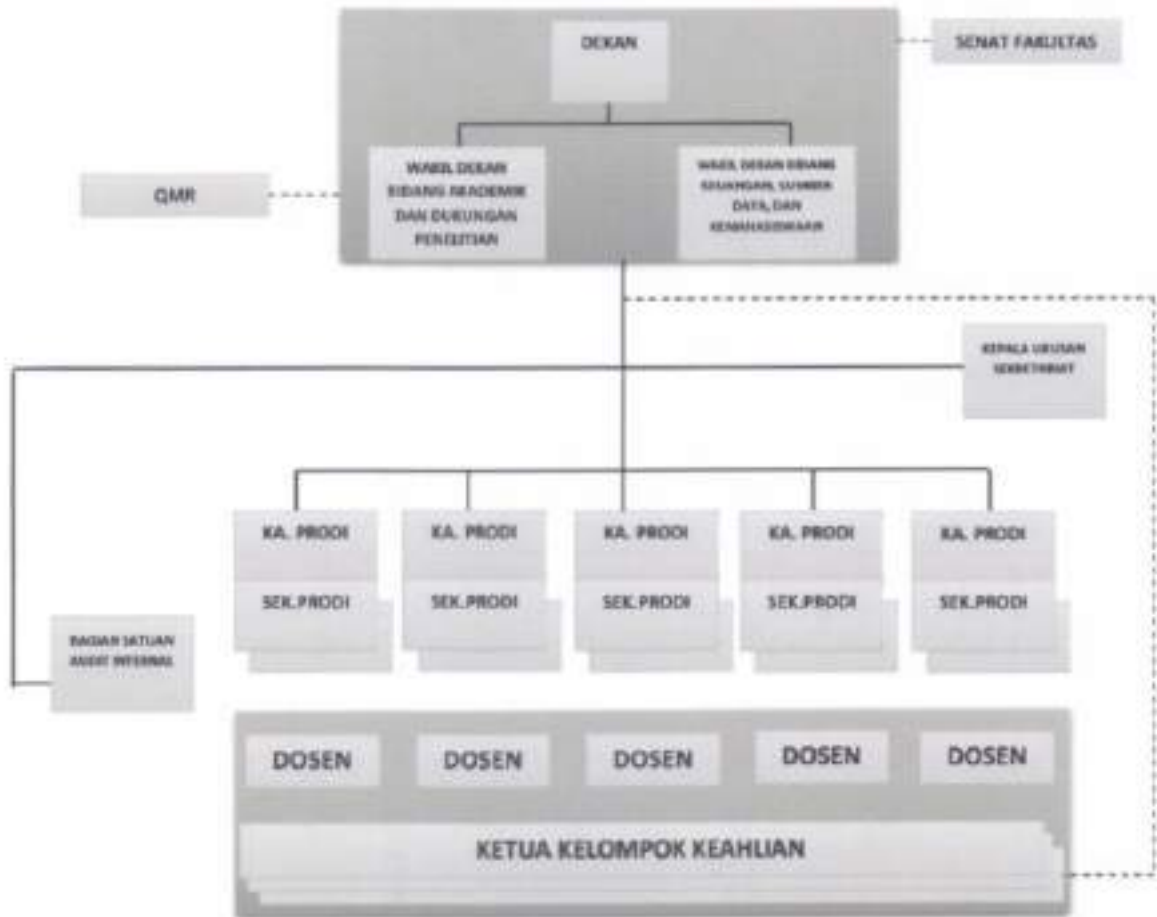 DEKAN
SENAT FAKULTAS
WAKIL DEKAN
BIDANG AKADEMIK
DAN DUKUNGAN
PENELITIAN
WAKIL DEKAN BIDANG
KEUANGAN, SUMBER
DAYA, DAN
KEMAHASISWAAN
QMR
KEPALA URUSAN
SEKRETARIAT
KA. PRODI
KA. PRODI
KA. PRODI
KA. PRODI
KA. PRODI
SEK.PRODI
SEK.PRODI
SEK.PRODI
SEK.PRODI
SEK.PRODI
BAGIAN SATUAN
AUDIT INTERNAL
DOSEN
DOSEN
DOSEN
DOSEN
DOSEN
KETUA KELOMPOK KEAHLIAN